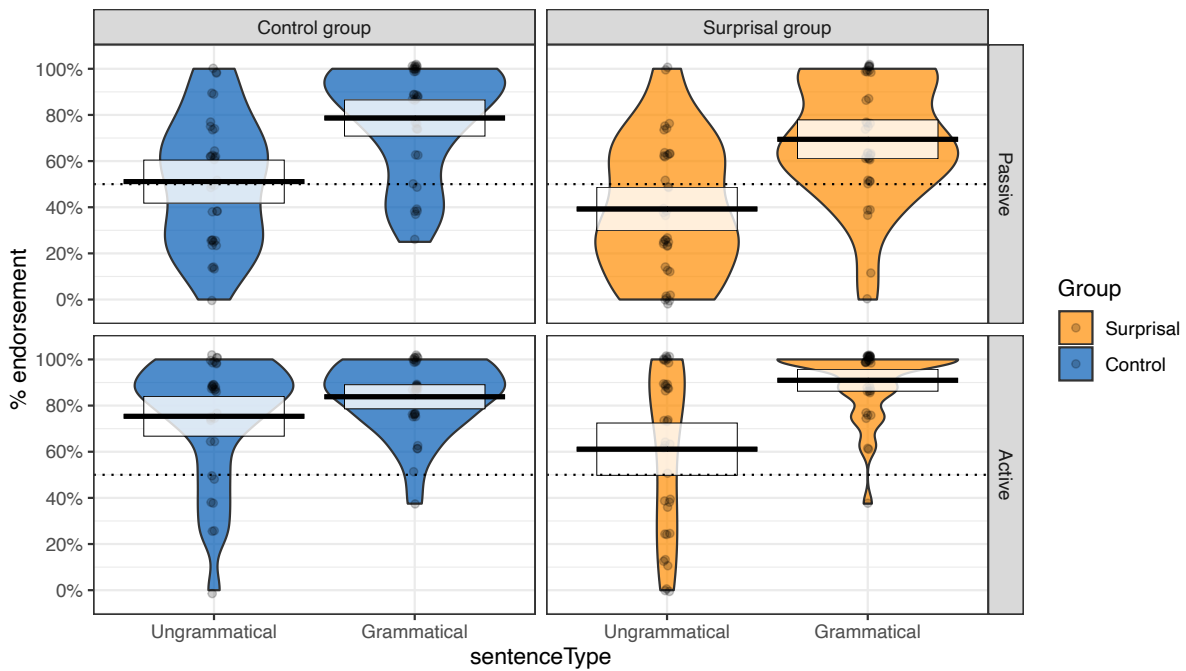 Control group
Surprisal group
100%
80%
60%
40%
20%
0%
Passive
100%
80%
60%
40%
20%
0%
Active
% endorsement
Ungrammatical
Grammatical
Ungrammatical
Grammatical
sentenceType
Group
Surprisal
Control